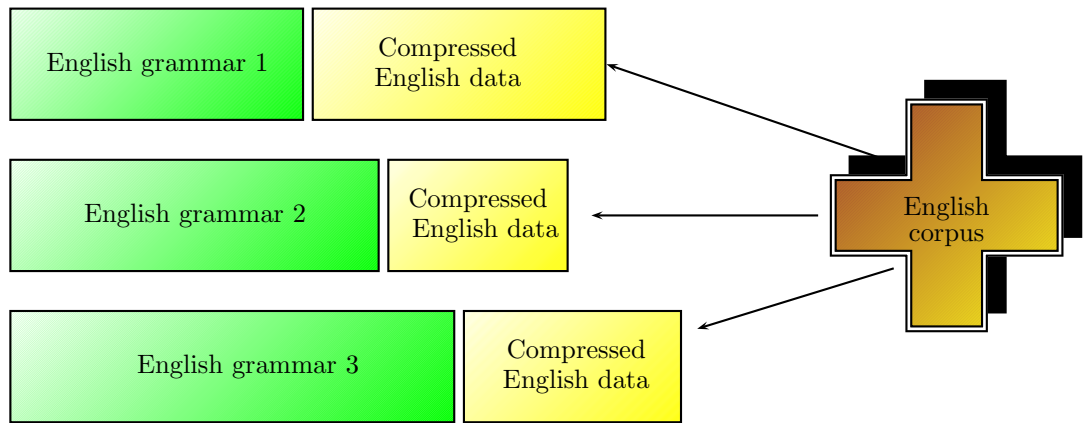 English grammar 1
Compressed
English data
English grammar 2
Compressed
English data
English
corpus
English grammar 3
Compressed
English data